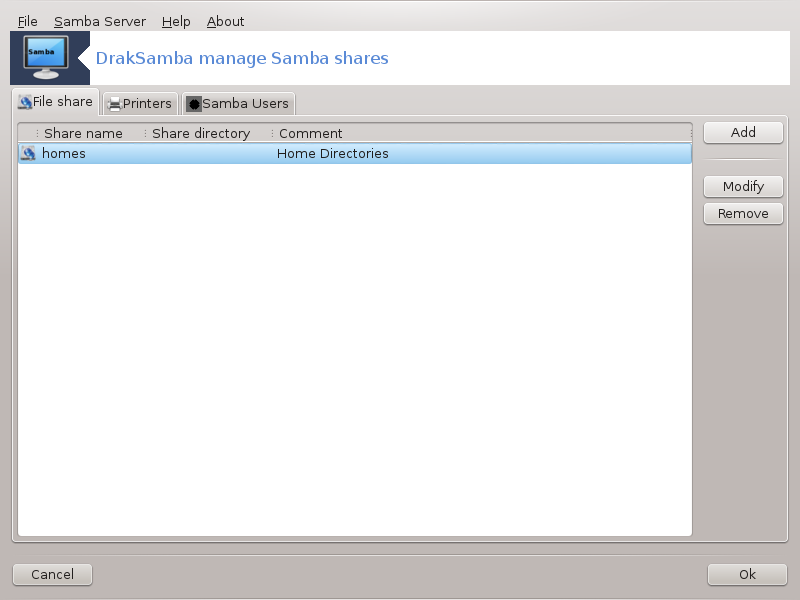 File Samba Server Help About
Samba
DrakSamba manage Samba shares
File share Printers Samba Users
Share name Share directory Comment
homes Home Directories
Add
Modify
Remove
Cancel Ok